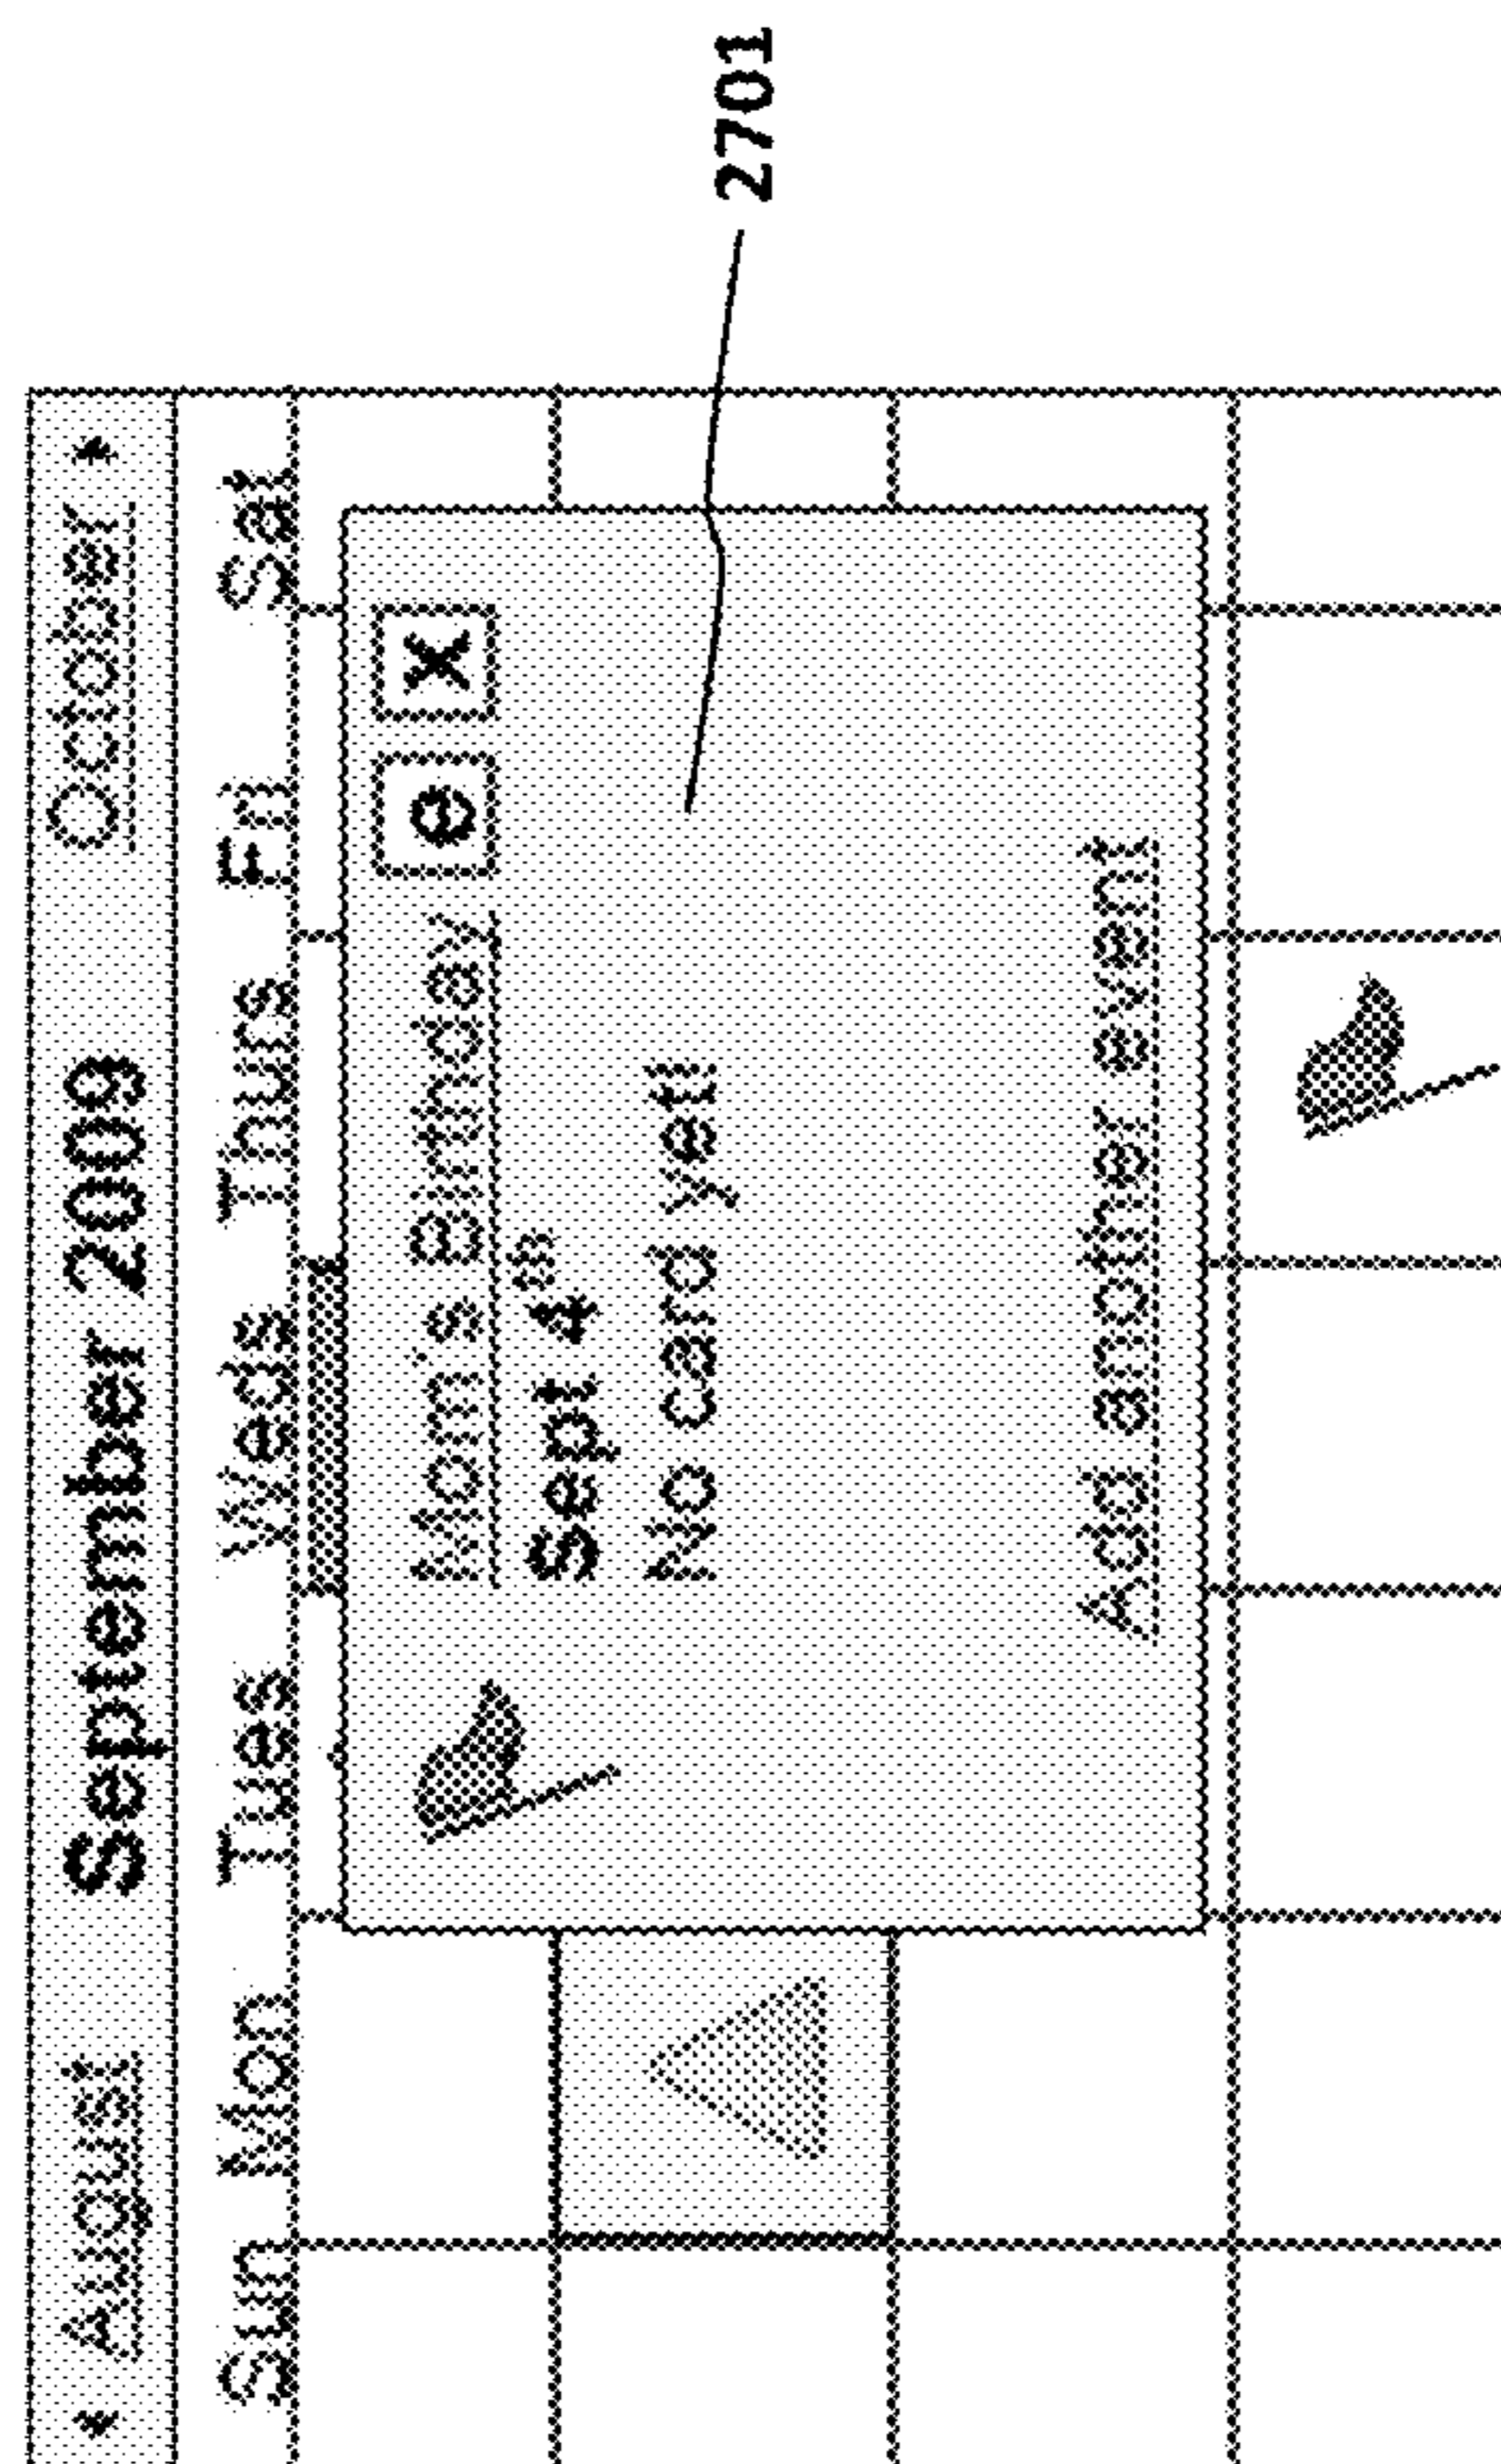 August September 2009 October
Sun Mon Tues Weds Thurs Fri Sat
Mom's Birthday e x
Sept 4th
No card yet!
Add another event
2701